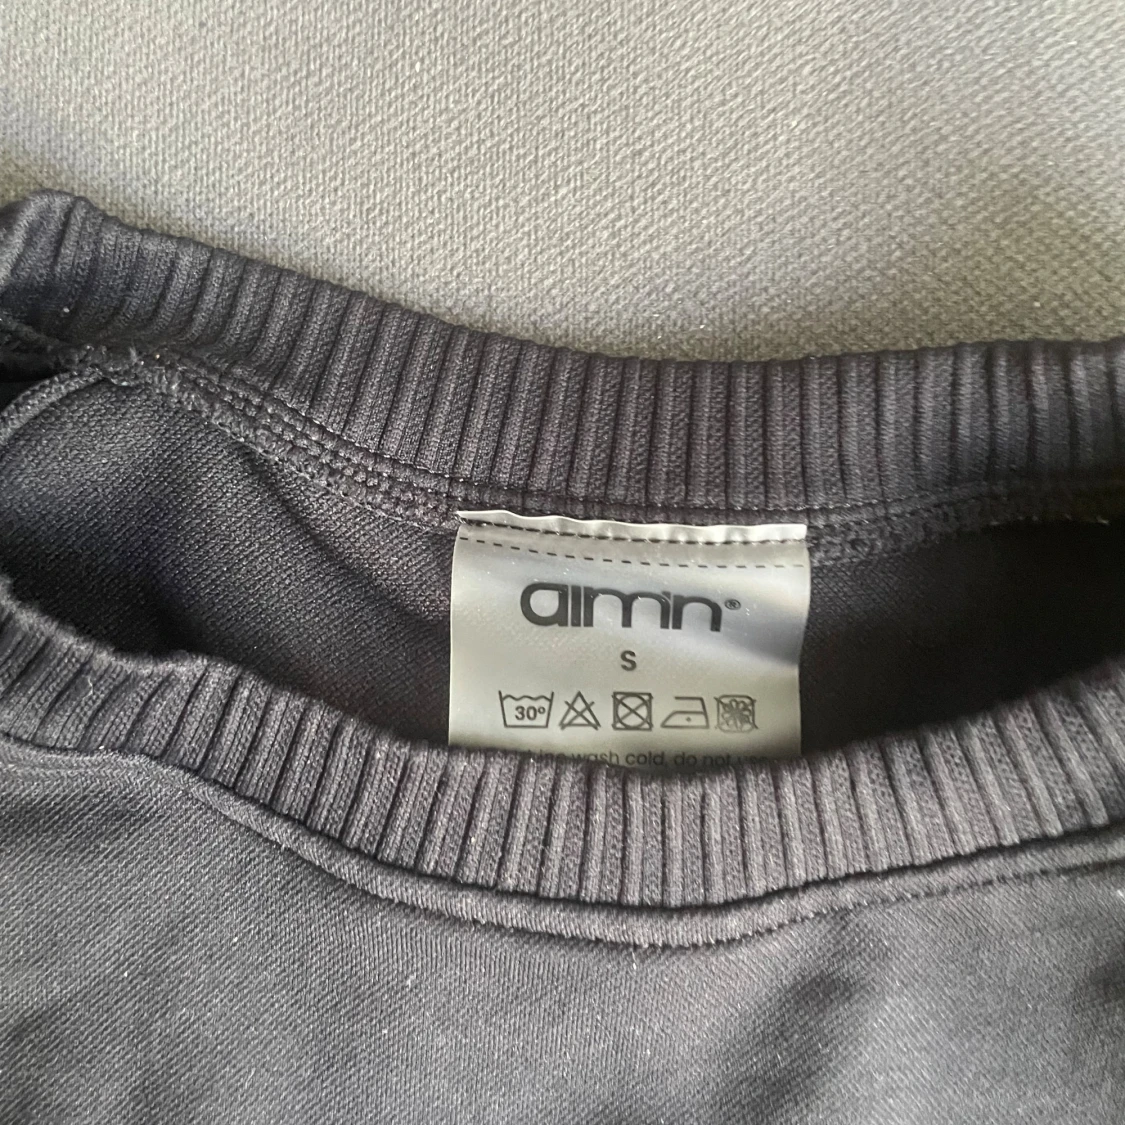 aim'n®
S
30°
wash cold, do not